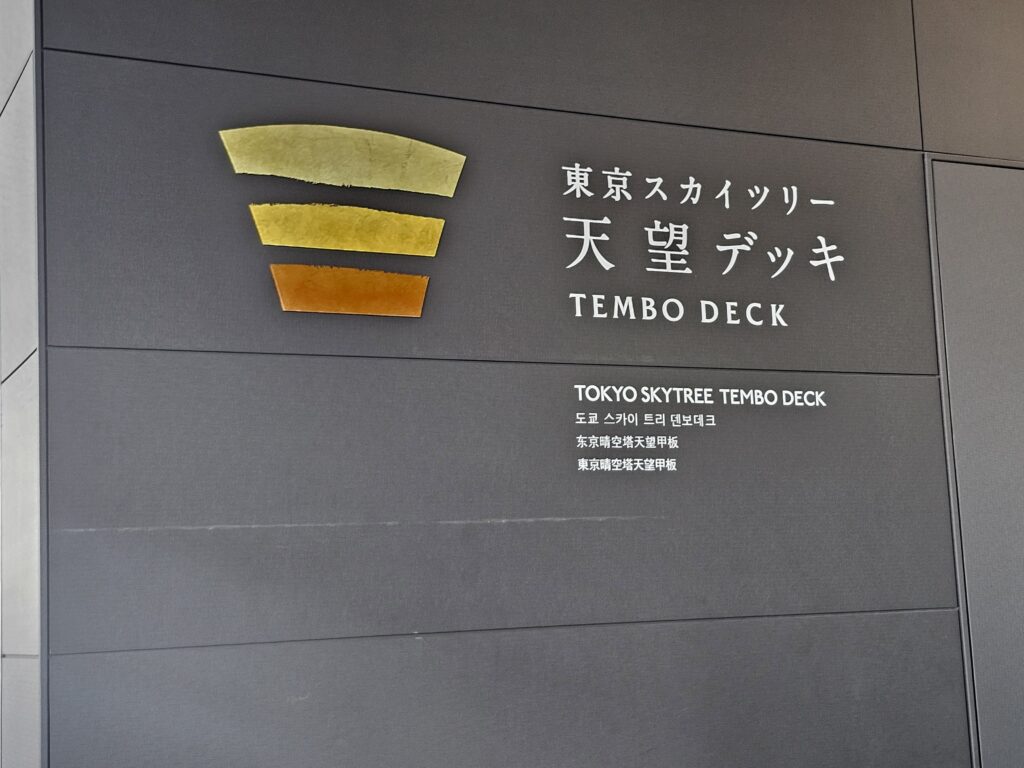 東京スカイツリー
天望デッキ
TEMBO DECK
TOKYO SKYTREE TEMBO DECK
도쿄 스카이 트리 덴보데크
东京晴空塔天望甲板
東京晴空塔天望甲板